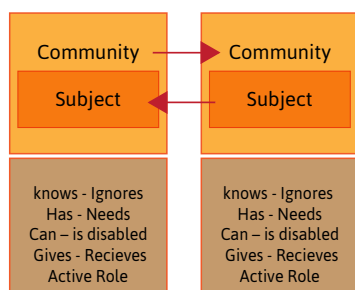 Community
Subject
knows - Ignores
Has - Needs
Can – is disabled
Gives - Recieves
Active Role
Community
Subject
knows - Ignores
Has - Needs
Can – is disabled
Gives - Recieves
Active Role